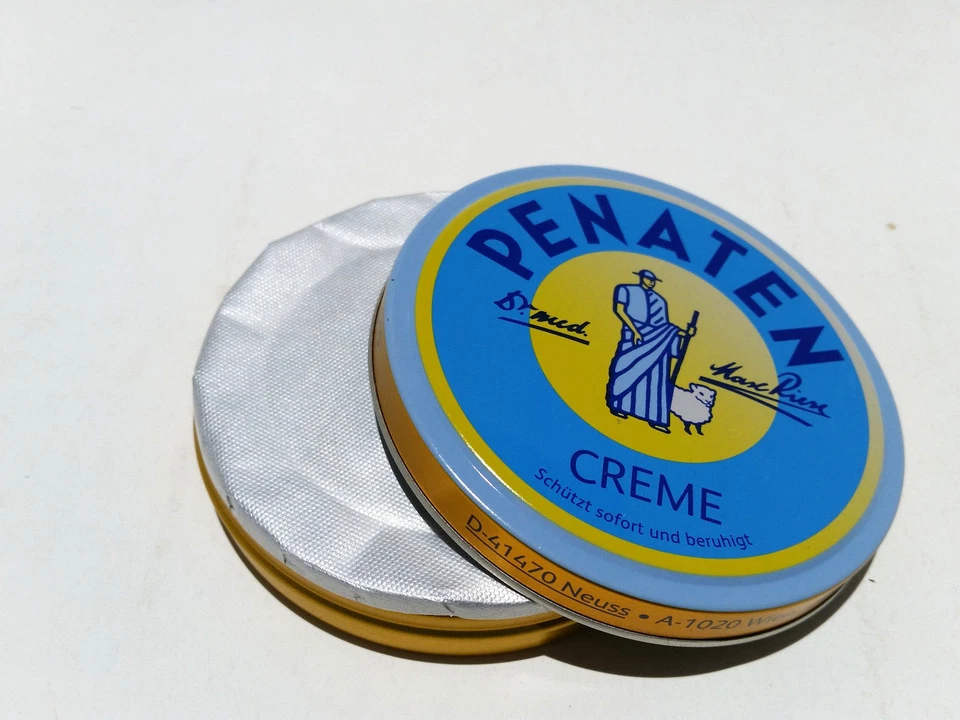 PENATEN
Dr. med.
Max Riese
CREME
Schützt sofort und beruhigt
D-41470 Neuss • A-1020